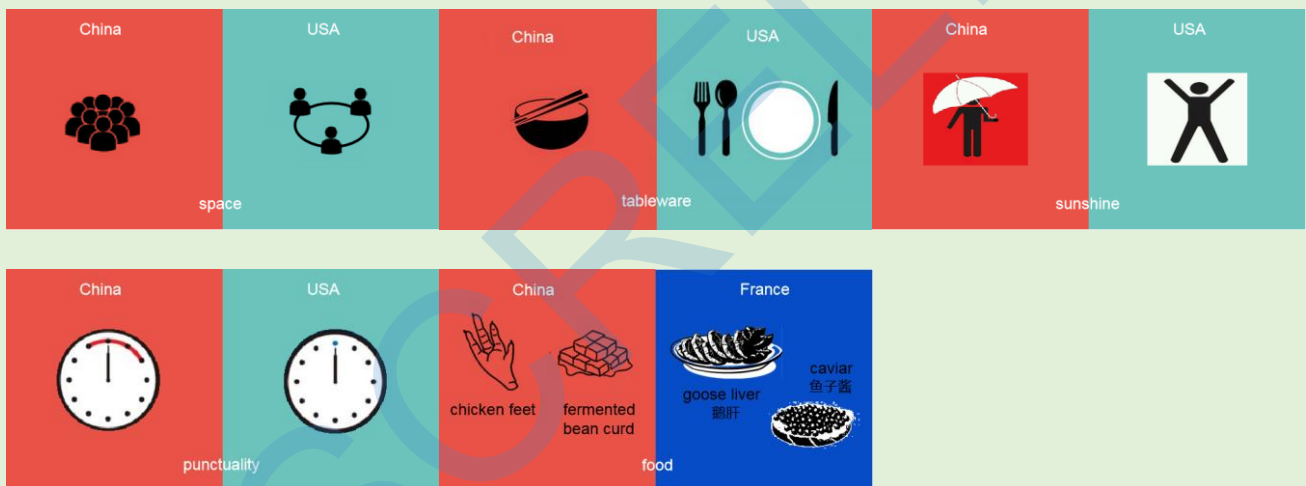 China
USA
space
China
USA
tableware
China
USA
sunshine
China
USA
punctuality
China
France
chicken feet
fermented
bean curd
goose liver
鹅肝
caviar
鱼子酱
food